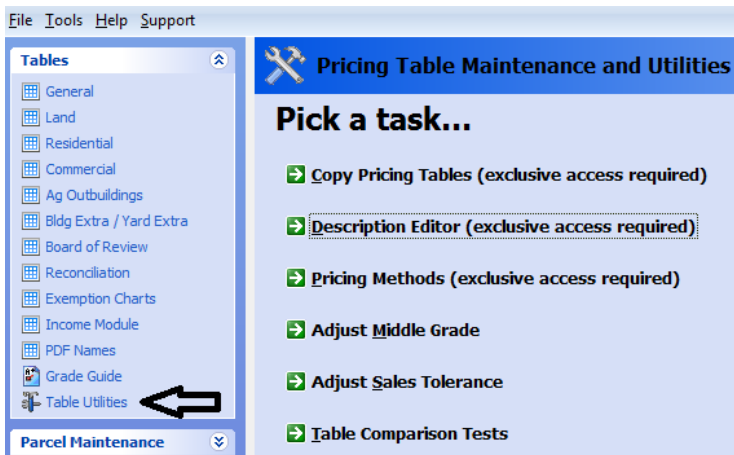 File Tools Help Support
Tables
General
Land
Residential
Commercial
Ag Outbuildings
Bldg Extra / Yard Extra
Board of Review
Reconciliation
Exemption Charts
Income Module
PDF Names
Grade Guide
Table Utilities
Parcel Maintenance
Pricing Table Maintenance and Utilities
Pick a task...
Copy Pricing Tables (exclusive access required)
Description Editor (exclusive access required)
Pricing Methods (exclusive access required)
Adjust Middle Grade
Adjust Sales Tolerance
Table Comparison Tests